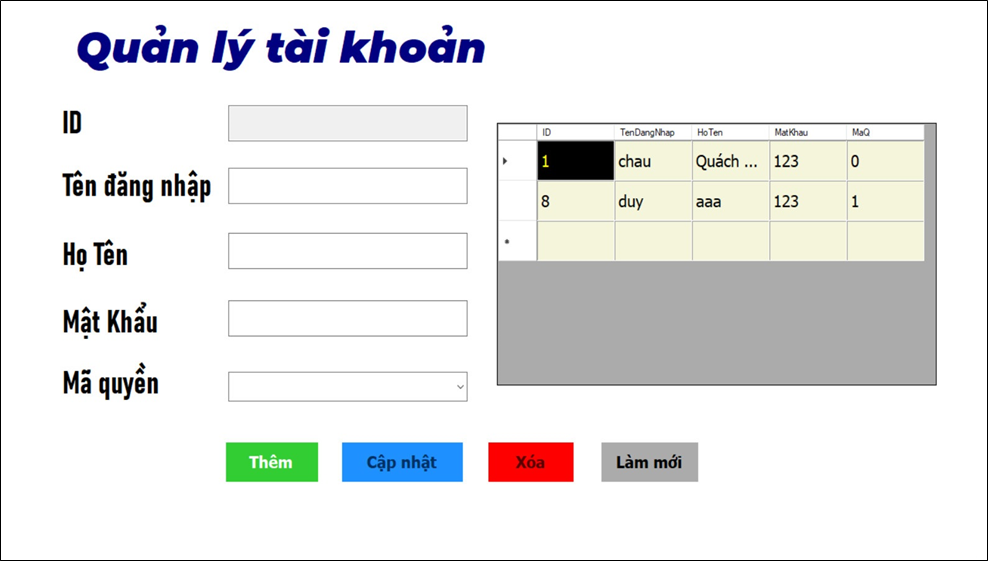 Quản lý tài khoản
ID
Tên đăng nhập
Họ Tên
Mật Khẩu
Mã quyền
ID TenDangNhap HoTen MatKhau MaQ
1 chau Quách ... 123 0
8 duy aaa 123 1
Thêm Cập nhật Xóa Làm mới